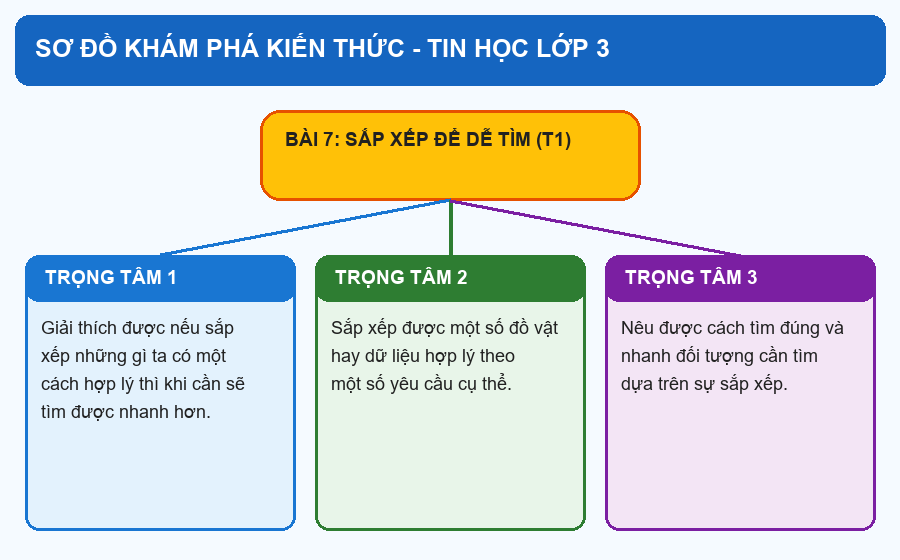 SƠ ĐỒ KHÁM PHÁ KIẾN THỨC - TIN HỌC LỚP 3
BÀI 7: SẮP XẾP ĐỂ DỄ TÌM (T1)
TRỌNG TÂM 1
Giải thích được nếu sắp
xếp những gì ta có một
cách hợp lý thì khi cần sẽ
tìm được nhanh hơn.
TRỌNG TÂM 2
Sắp xếp được một số đồ vật
hay dữ liệu hợp lý theo
một số yêu cầu cụ thể.
TRỌNG TÂM 3
Nêu được cách tìm đúng và
nhanh đối tượng cần tìm
dựa trên sự sắp xếp.